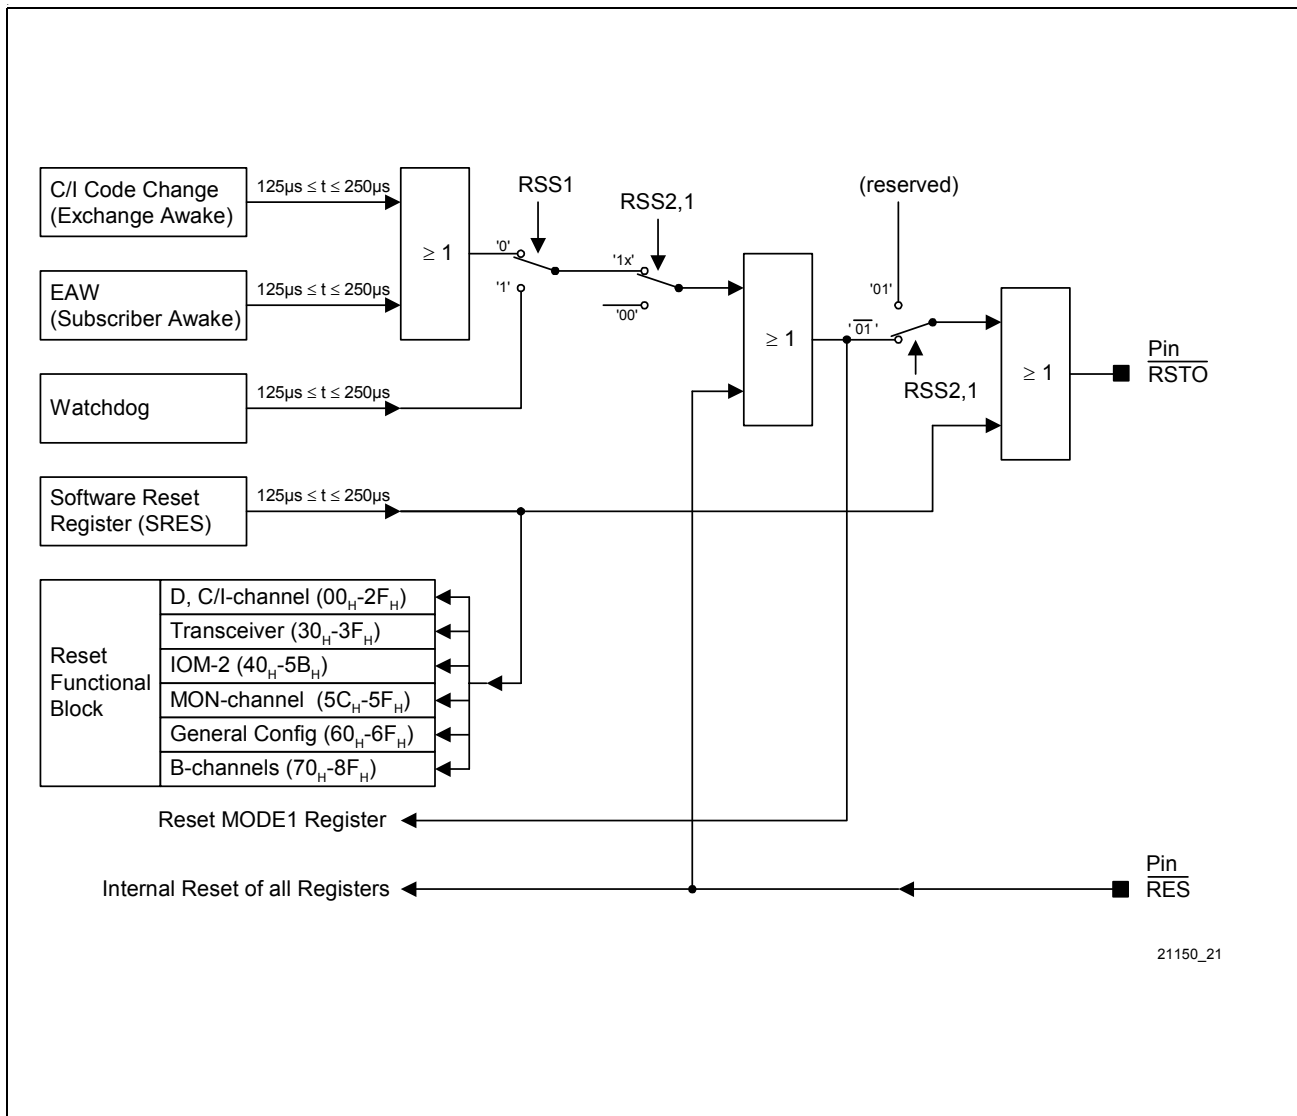 C/I Code Change
(Exchange Awake)
125µs ≤ t ≤ 250µs
EAW
(Subscriber Awake)
125µs ≤ t ≤ 250µs
Watchdog
125µs ≤ t ≤ 250µs
Software Reset
Register (SRES)
125µs ≤ t ≤ 250µs
≥ 1
RSS1
'0'
'1'
RSS2,1
'1x'
'00'
≥ 1
(reserved)
'01'
'01'
RSS2,1
≥ 1
Pin
RSTO
Reset
Functional
Block
D, C/I-channel (00H-2FH)
Transceiver (30H-3FH)
IOM-2 (40H-5BH)
MON-channel (5CH-5FH)
General Config (60H-6FH)
B-channels (70H-8FH)
Reset MODE1 Register
Internal Reset of all Registers
Pin
RES
21150_21